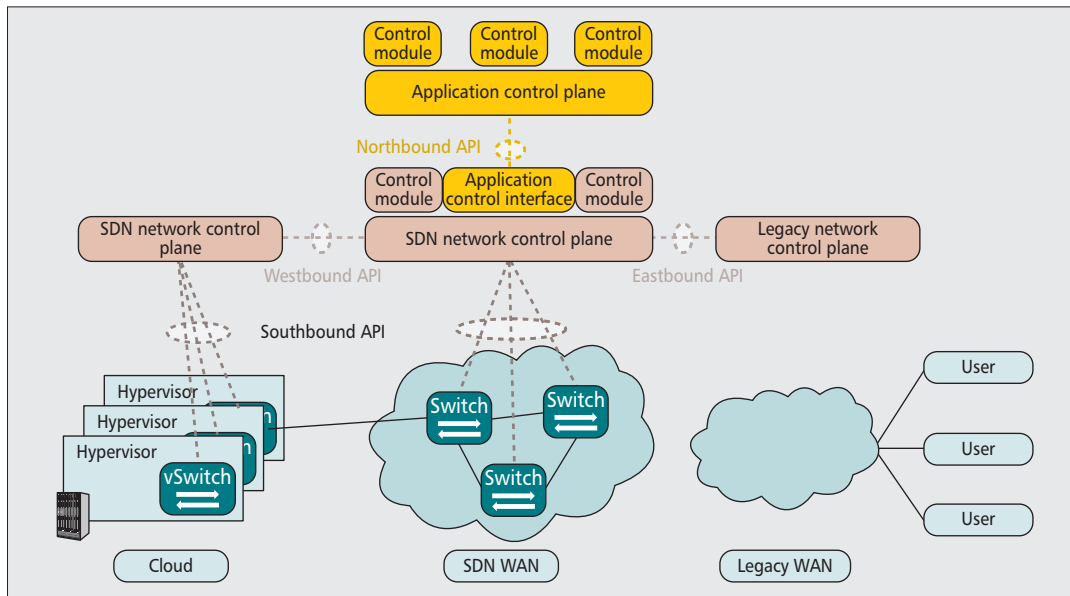 Control
module
Control
module
Control
module
Application control plane
Northbound API
Control
module
Application
control interface
Control
module
SDN network control
plane
SDN network control plane
Legacy network
control plane
Westbound API
Eastbound API
Southbound API
Hypervisor
Hypervisor
Hypervisor
vSwitch
h
h
Switch
Switch
Switch
User
User
User
Cloud
SDN WAN
Legacy WAN